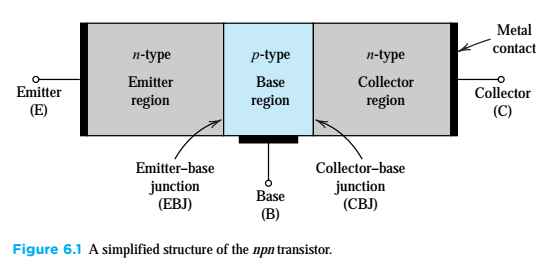 Metal
contact
n-type
Emitter
region
p-type
Base
region
n-type
Collector
region
Emitter
(E)
Collector
(C)
Emitter–base
junction
(EBJ)
Base
(B)
Collector–base
junction
(CBJ)
Figure 6.1 A simplified structure of the npn transistor.